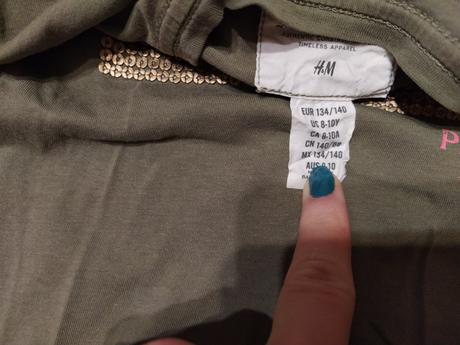 AUTHENTIC
TIMELESS APPAREL
H&M
EUR 134/140
US 8-10Y
CA 8-10A
CN 140/
MX 134/140
AUS 8-10
P